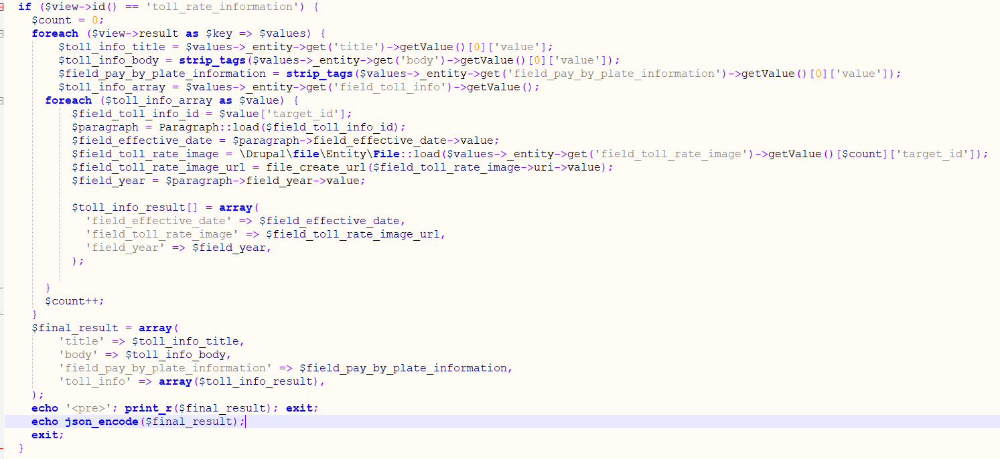 if ($view->id() == 'toll_rate_information') {
$count = 0;
foreach ($view->result as $key => $values) {
$toll_info_title = $values->_entity->get('title')->getValue()[0]['value'];
$toll_info_body = strip_tags($values->_entity->get('body')->getValue()[0]['value']);
$field_pay_by_plate_information = strip_tags($values->_entity->get('field_pay_by_plate_information')->getValue()[0]['value']);
$toll_info_array = $values->_entity->get('field_toll_info')->getValue();
foreach ($toll_info_array as $value) {
$field_toll_info_id = $value['target_id'];
$paragraph = Paragraph::load($field_toll_info_id);
$field_effective_date = $paragraph->field_effective_date->value;
$field_toll_rate_image = \Drupal\file\Entity\File::load($values->_entity->get('field_toll_rate_image')->getValue()[$count]['target_id']);
$field_toll_rate_image_url = file_create_url($field_toll_rate_image->uri->value);
$field_year = $paragraph->field_year->value;
$toll_info_result[] = array(
'field_effective_date' => $field_effective_date,
'field_toll_rate_image' => $field_toll_rate_image_url,
'field_year' => $field_year,
);
}
$count++;
}
$final_result = array(
'title' => $toll_info_title,
'body' => $toll_info_body,
'field_pay_by_plate_information' => $field_pay_by_plate_information,
'toll_info' => array($toll_info_result),
);
echo '<pre>'; print_r($final_result); exit;
echo json_encode($final_result);
exit;
}